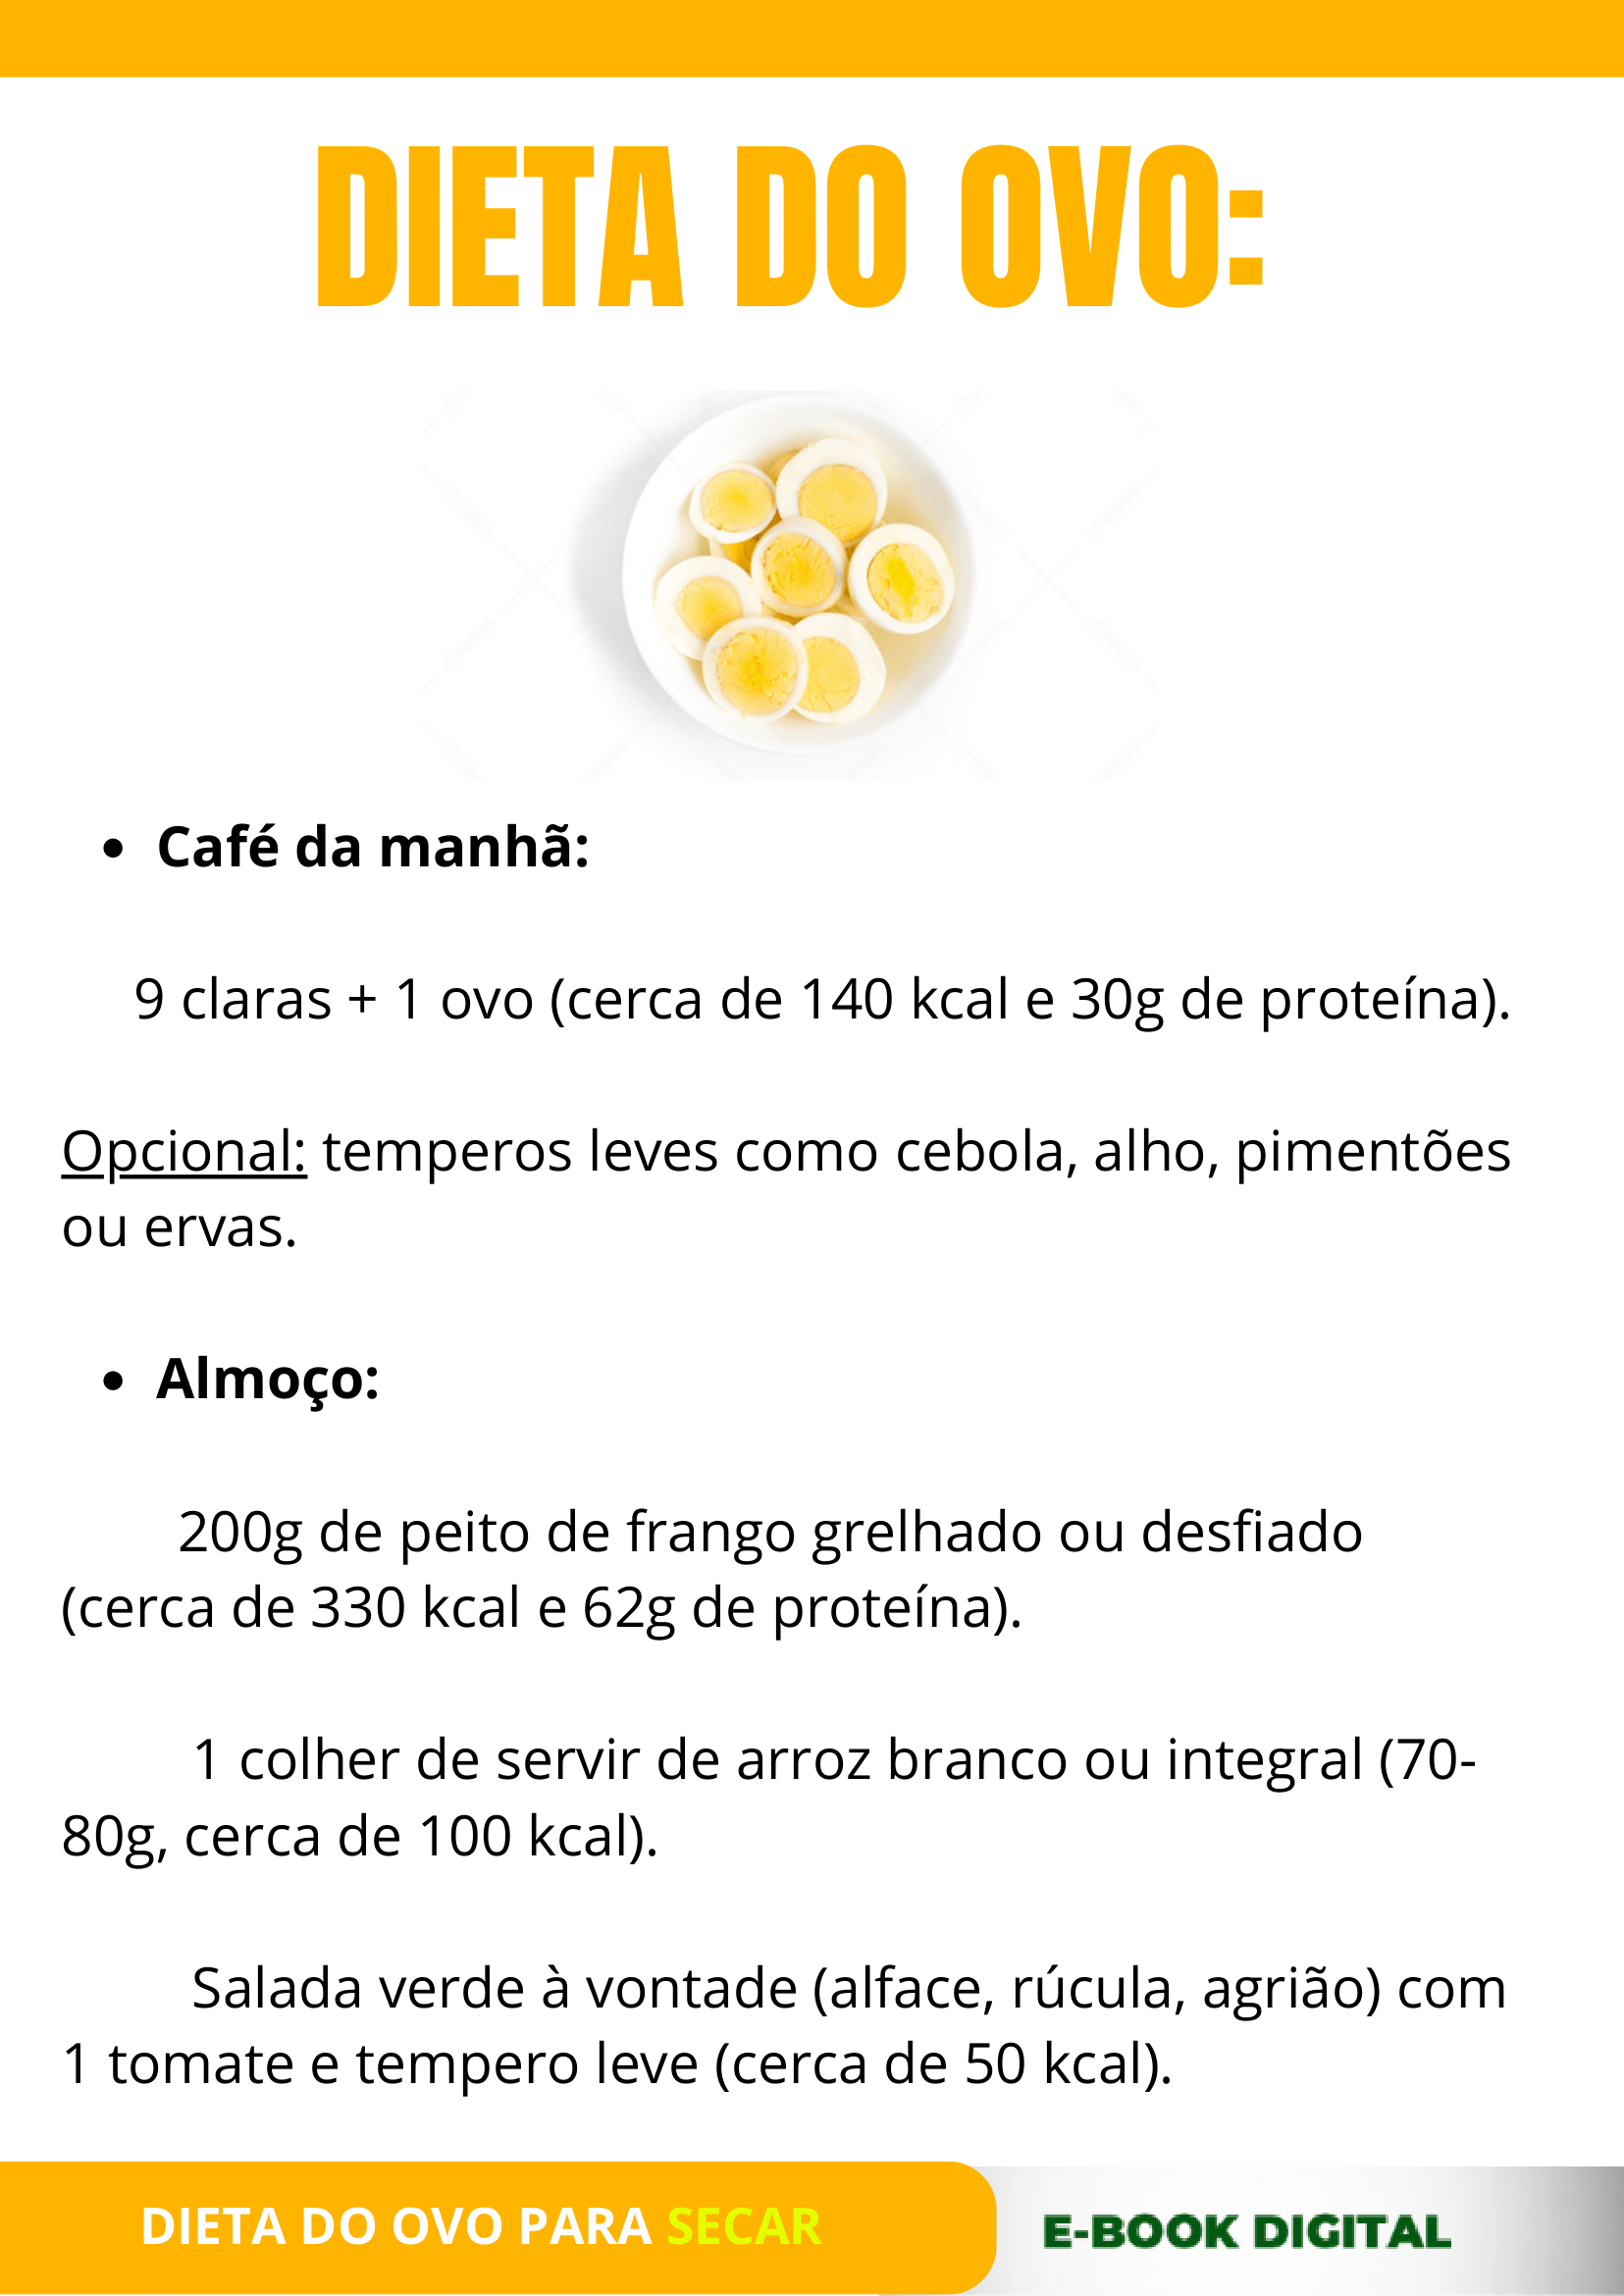 DIETA DO OVO:
• Café da manhã:
9 claras + 1 ovo (cerca de 140 kcal e 30g de proteína).
Opcional: temperos leves como cebola, alho, pimentões
ou ervas.
• Almoço:
200g de peito de frango grelhado ou desfiado
(cerca de 330 kcal e 62g de proteína).
1 colher de servir de arroz branco ou integral (70-
80g, cerca de 100 kcal).
Salada verde à vontade (alface, rúcula, agrião) com
1 tomate e tempero leve (cerca de 50 kcal).
DIETA DO OVO PARA SECAR
E-BOOK DIGITAL